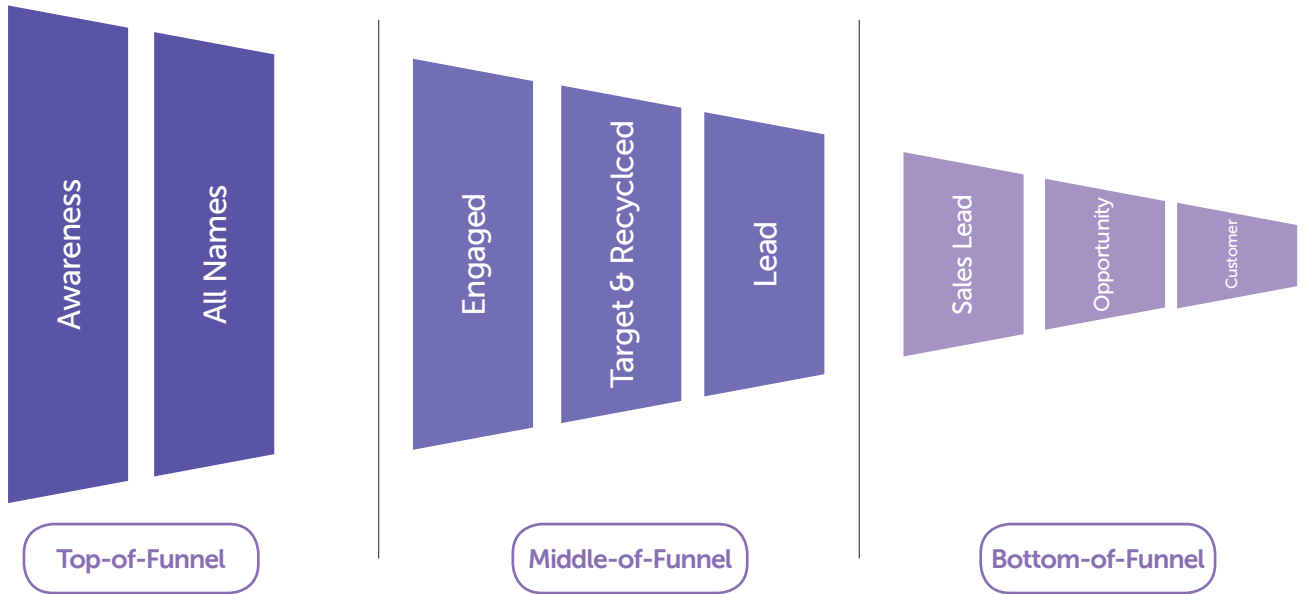 Awareness
All Names
Engaged
Target & Recyclced
Lead
Sales Lead
Opportunity
Customer
Top-of-Funnel
Middle-of-Funnel
Bottom-of-Funnel